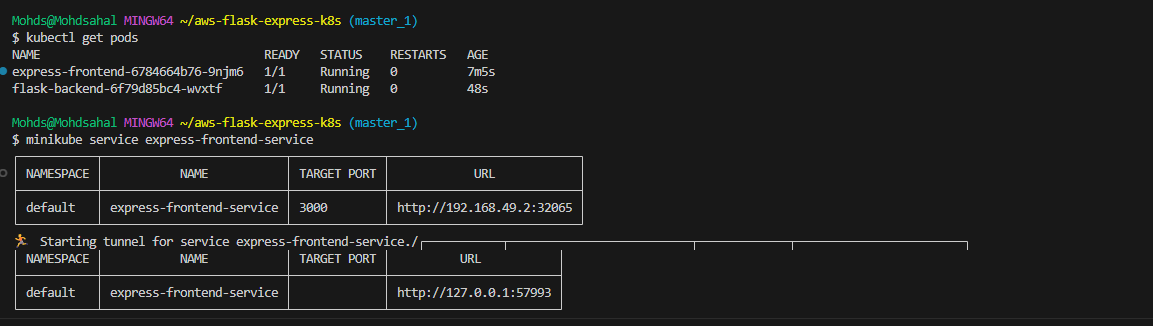 Mohds@Mohdsahal MINGW64 ~/aws-flask-express-k8s (master_1)
$ kubectl get pods
NAME READY STATUS RESTARTS AGE
express-frontend-6784664b76-9njm6 1/1 Running 0 7m5s
flask-backend-6f79d85bc4-wvxtf 1/1 Running 0 48s
Mohds@Mohdsahal MINGW64 ~/aws-flask-express-k8s (master_1)
$ minikube service express-frontend-service
NAMESPACE NAME TARGET PORT URL
default express-frontend-service 3000 http://192.168.49.2:32065
Starting tunnel for service express-frontend-service./
NAMESPACE NAME TARGET PORT URL
default express-frontend-service http://127.0.0.1:57993